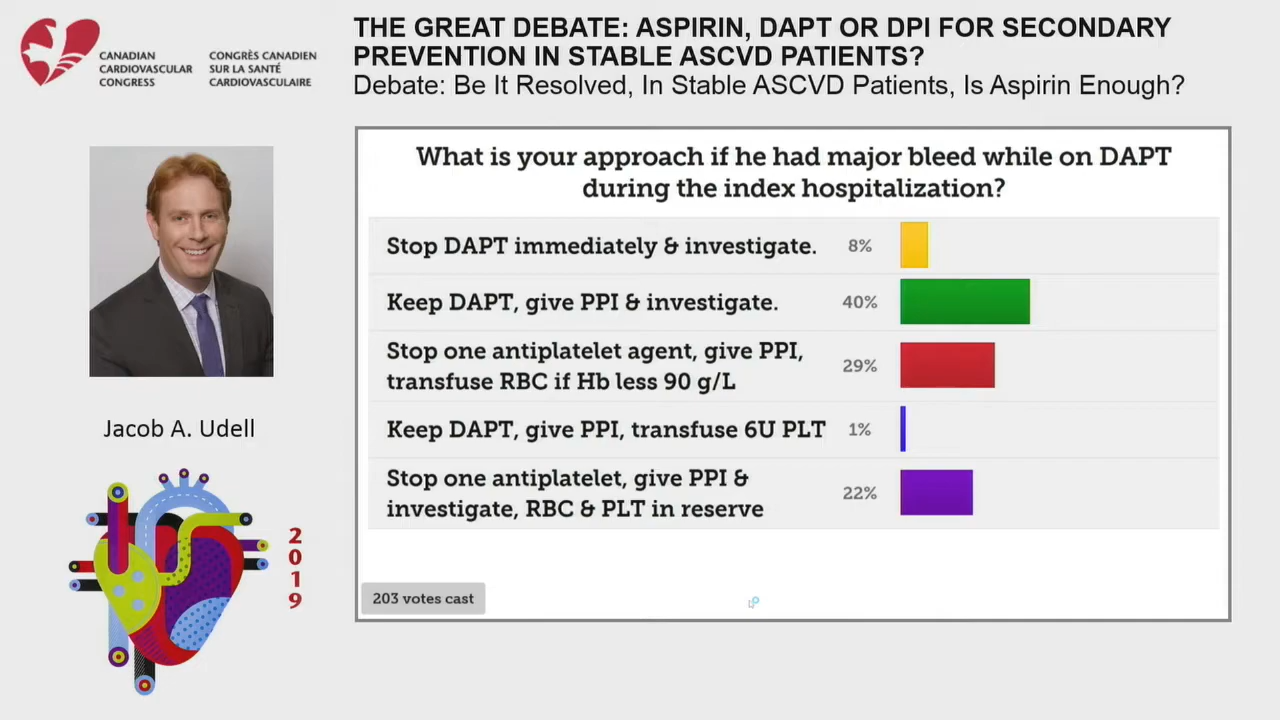 THE GREAT DEBATE: ASPIRIN, DAPT OR DPI FOR SECONDARY
PREVENTION IN STABLE ASCVD PATIENTS?
Debate: Be It Resolved, In Stable ASCVD Patients, Is Aspirin Enough?
CANADIAN
CARDIOVASCULAR
CONGRESS
CONGRÈS CANADIEN
SUR LA SANTÉ
CARDIOVASCULAIRE
Jacob A. Udell
2019
What is your approach if he had major bleed while on DAPT
during the index hospitalization?
Stop DAPT immediately & investigate. 8%
Keep DAPT, give PPI & investigate. 40%
Stop one antiplatelet agent, give PPI,
transfuse RBC if Hb less 90 g/L 29%
Keep DAPT, give PPI, transfuse 6U PLT 1%
Stop one antiplatelet, give PPI &
investigate, RBC & PLT in reserve 22%
203 votes cast